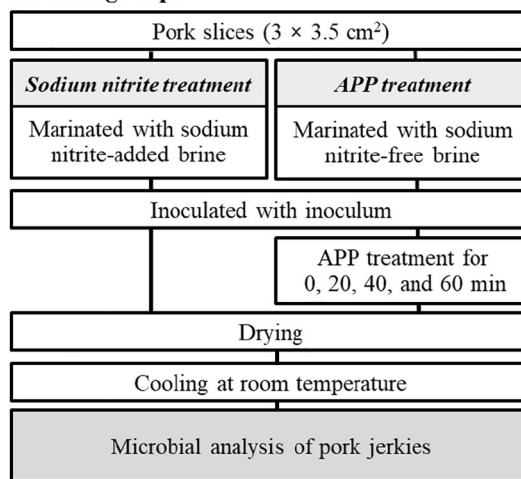 Pork slices (3 × 3.5 cm²)
Sodium nitrite treatment
APP treatment
Marinated with sodium
nitrite-added brine
Marinated with sodium
nitrite-free brine
Inoculated with inoculum
APP treatment for
0, 20, 40, and 60 min
Drying
Cooling at room temperature
Microbial analysis of pork jerkies